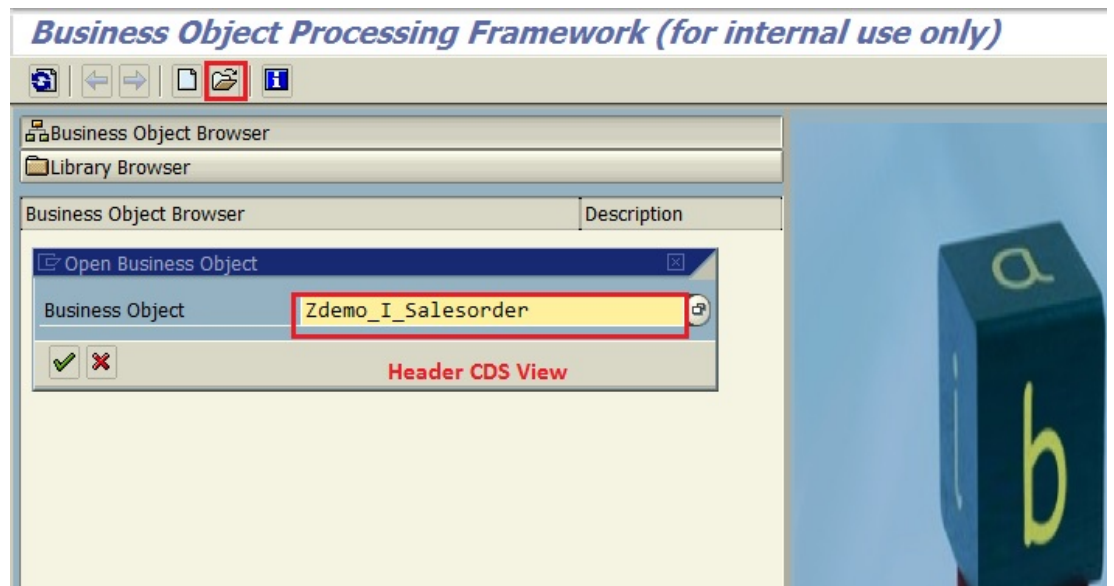 Business Object Processing Framework (for internal use only)
Business Object Browser
Library Browser
Business Object Browser Description
Open Business Object
Business Object Zdemo_I_Salesorder
Header CDS View
a
i b